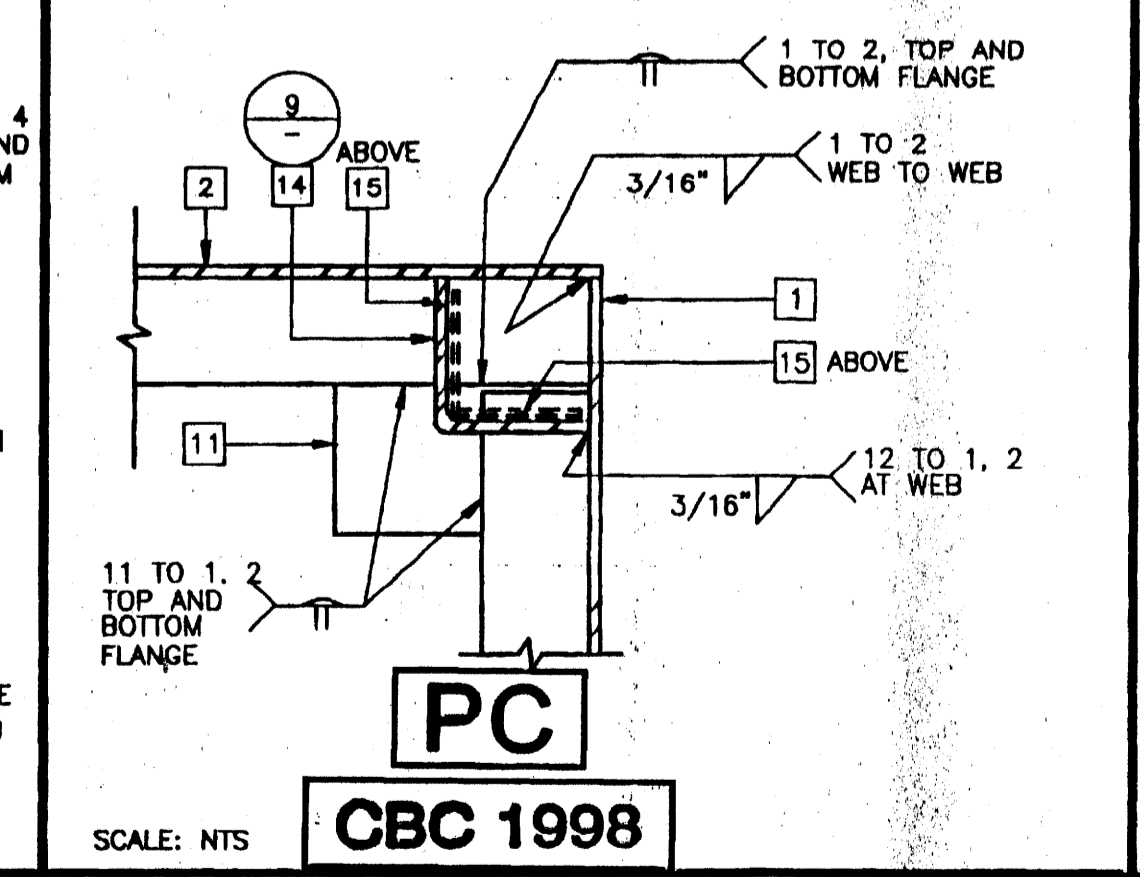 4
ND
M
E
9
-
ABOVE
2
14
15
1 TO 2, TOP AND
BOTTOM FLANGE
3/16"
1 TO 2
WEB TO WEB
1
15 ABOVE
11
3/16"
12 TO 1, 2
AT WEB
11 TO 1. 2
TOP AND
BOTTOM
FLANGE
PC
CBC 1998
SCALE: NTS